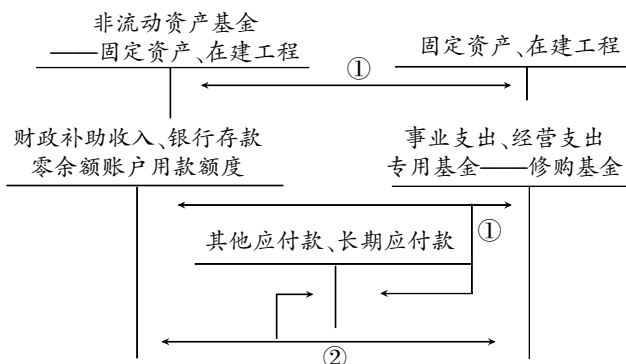 非流动资产基金
——固定资产、在建工程
固定资产、在建工程
①
财政补助收入、银行存款
零余额账户用款额度
事业支出、经营支出
专用基金——修购基金
①
其他应付款、长期应付款
②